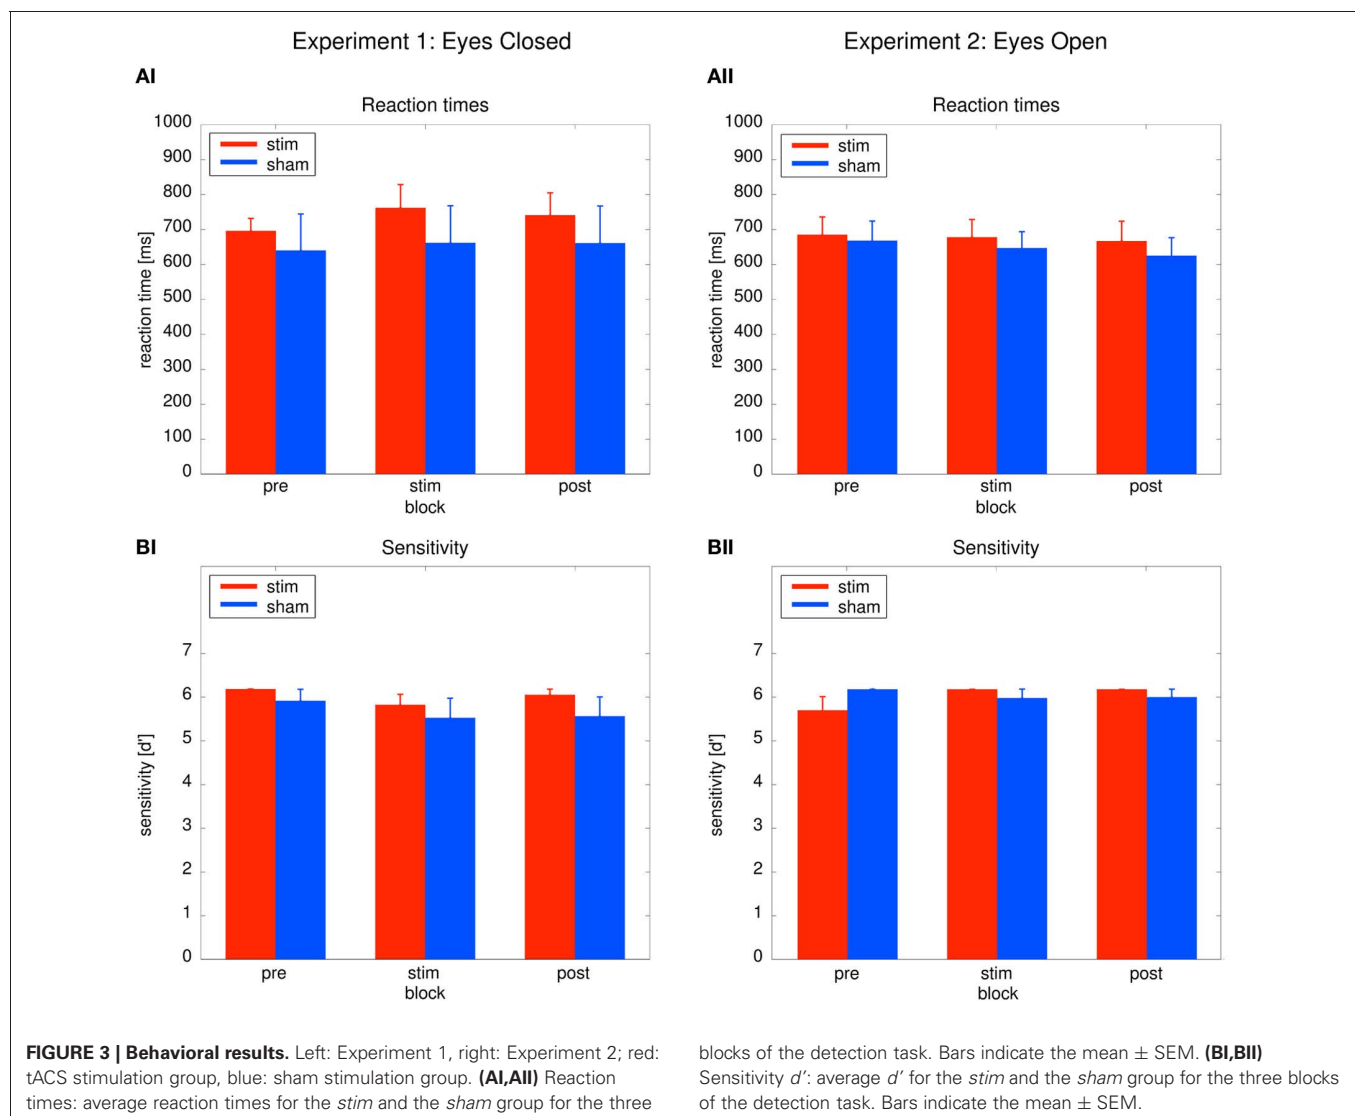 Experiment 1: Eyes Closed
Experiment 2: Eyes Open
AI
Reaction times
1000
900
800
700
600
500
400
300
200
100
0
reaction time [ms]
stim
sham
pre
stim
post
block
AII
Reaction times
1000
900
800
700
600
500
400
300
200
100
0
reaction time [ms]
stim
sham
pre
stim
post
block
BI
Sensitivity
7
6
5
4
3
2
1
0
sensitivity [d']
stim
sham
pre
stim
post
block
BII
Sensitivity
7
6
5
4
3
2
1
0
sensitivity [d']
stim
sham
pre
stim
post
block
FIGURE 3 | Behavioral results. Left: Experiment 1, right: Experiment 2; red:
tACS stimulation group, blue: sham stimulation group. (AI,AII) Reaction
times: average reaction times for the stim and the sham group for the three
blocks of the detection task. Bars indicate the mean ± SEM. (BI,BII)
Sensitivity d′: average d′ for the stim and the sham group for the three blocks
of the detection task. Bars indicate the mean ± SEM.